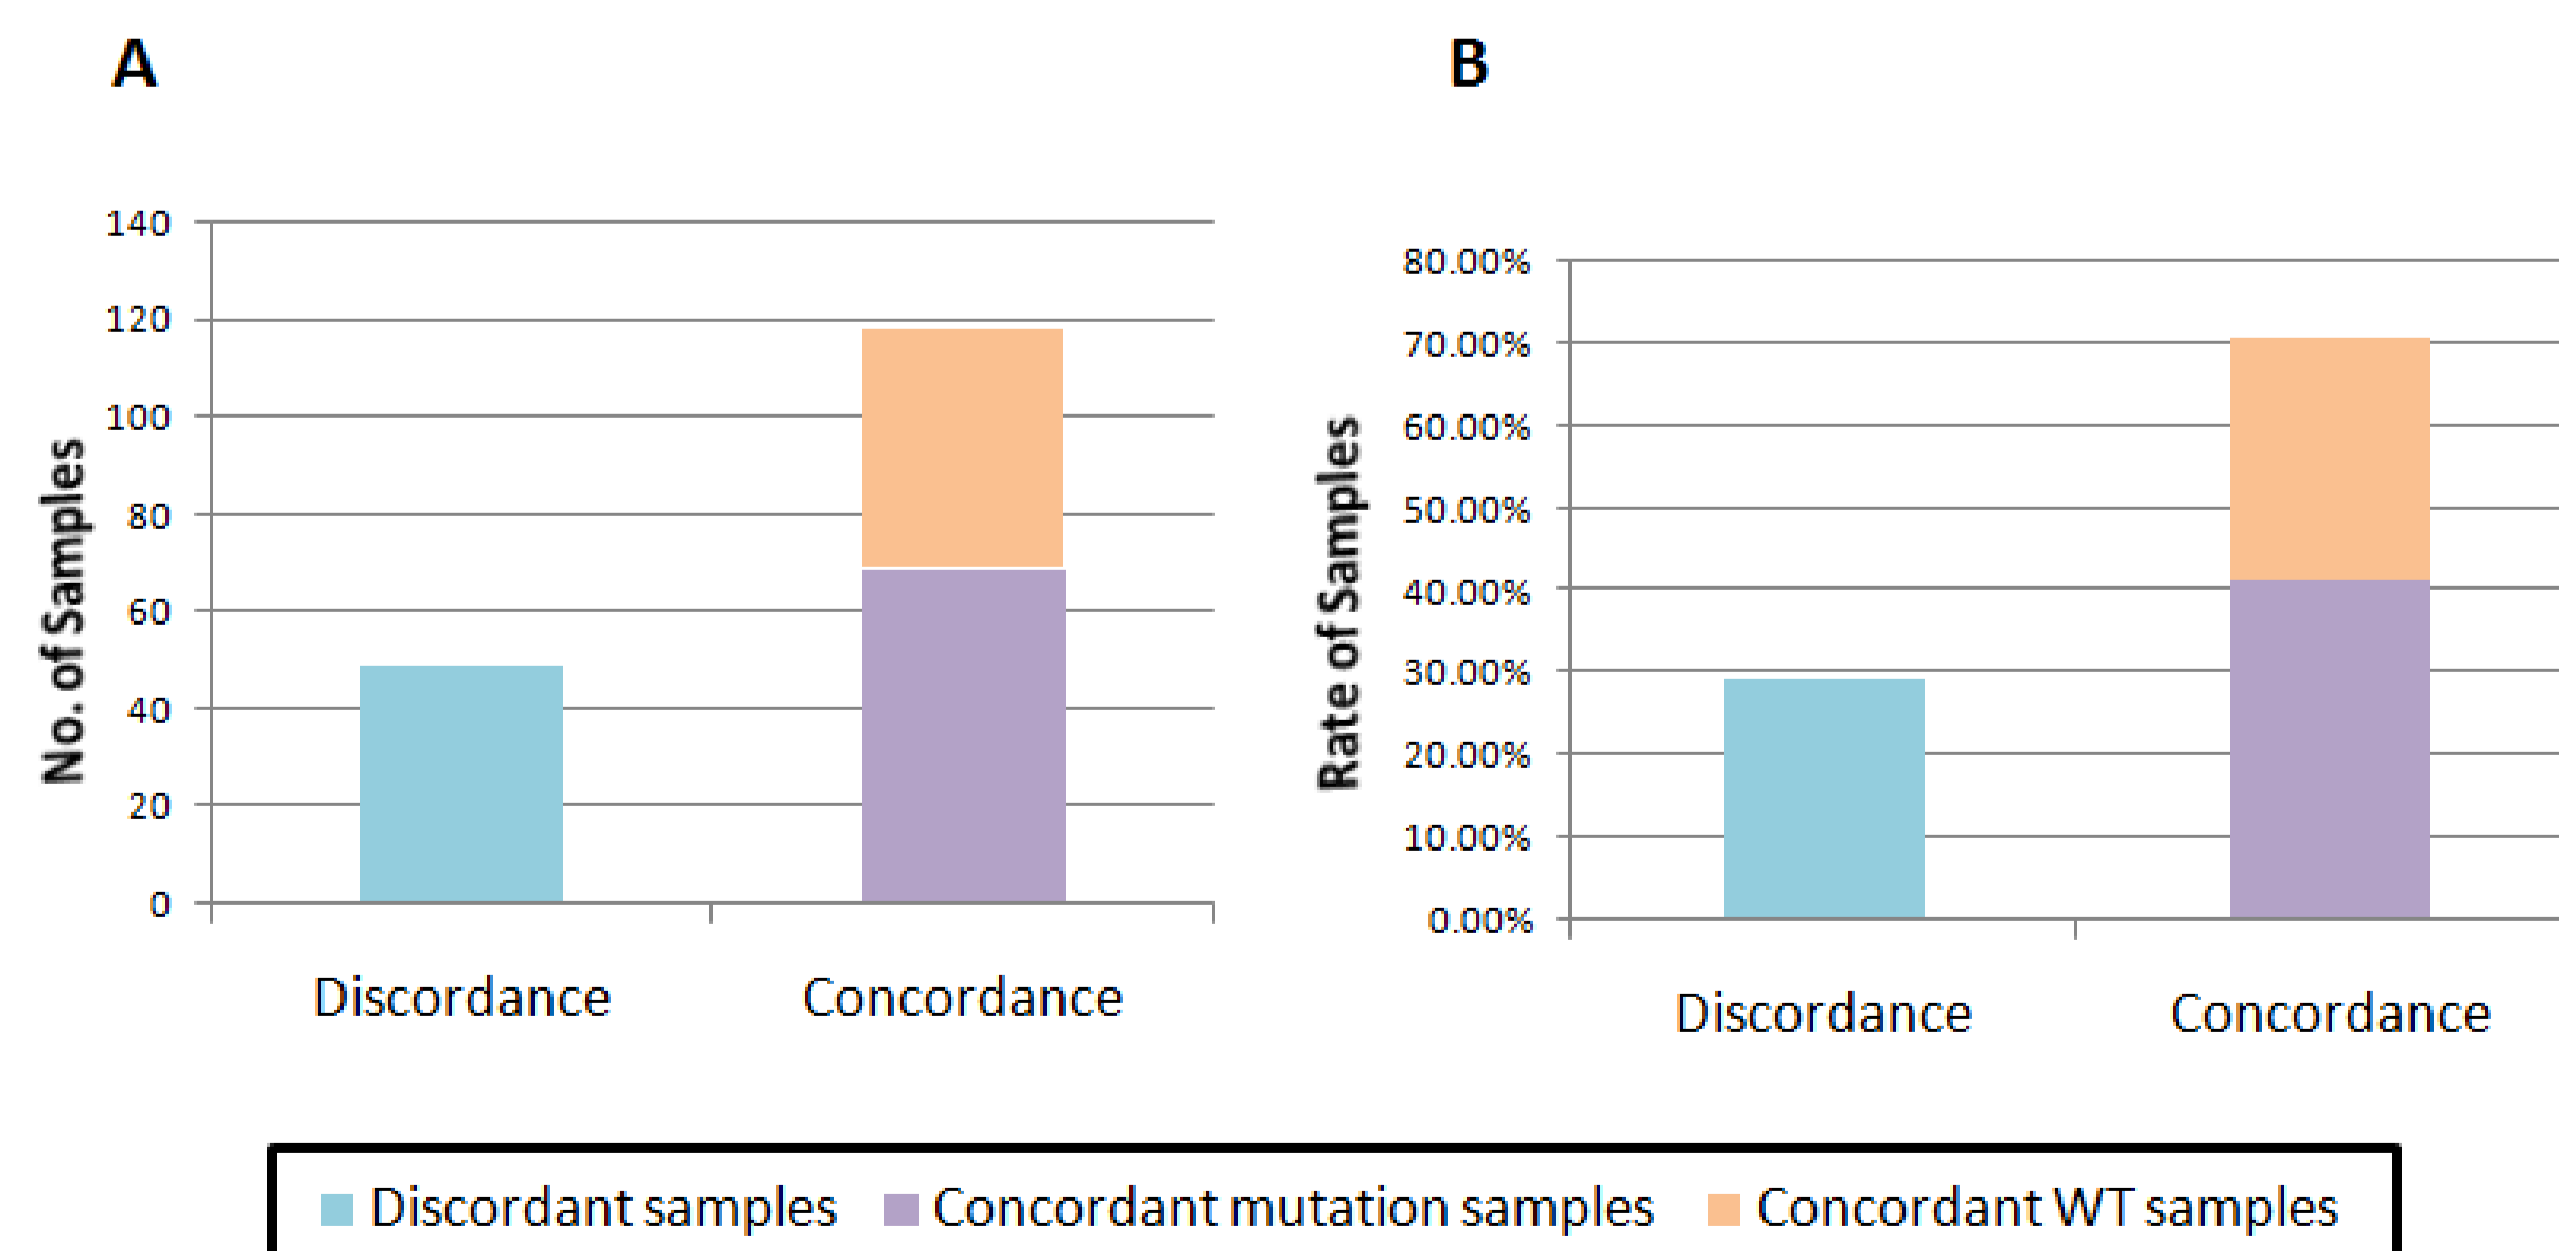 A
B
140
120
100
80
60
40
20
0
No. of Samples
Discordance Concordance
80.00%
70.00%
60.00%
50.00%
40.00%
30.00%
20.00%
10.00%
0.00%
Rate of Samples
Discordance Concordance
Discordant samples Concordant mutation samples Concordant WT samples